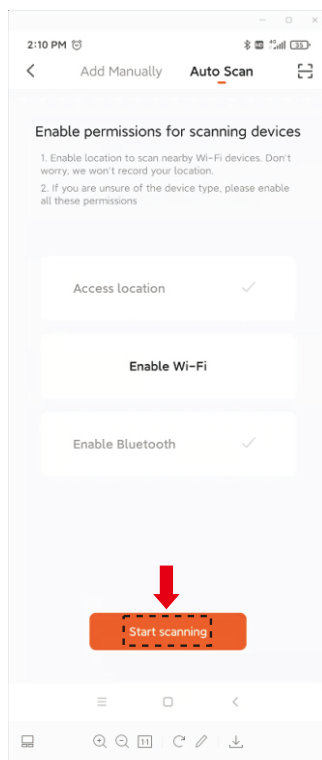 2:10 PM
35
Add Manually Auto Scan
Enable permissions for scanning devices
1. Enable location to scan nearby Wi-Fi devices. Don't
worry, we won't record your location.
2. If you are unsure of the device type, please enable
all these permissions
Access location
Enable Wi-Fi
Enable Bluetooth
Start scanning
1:1